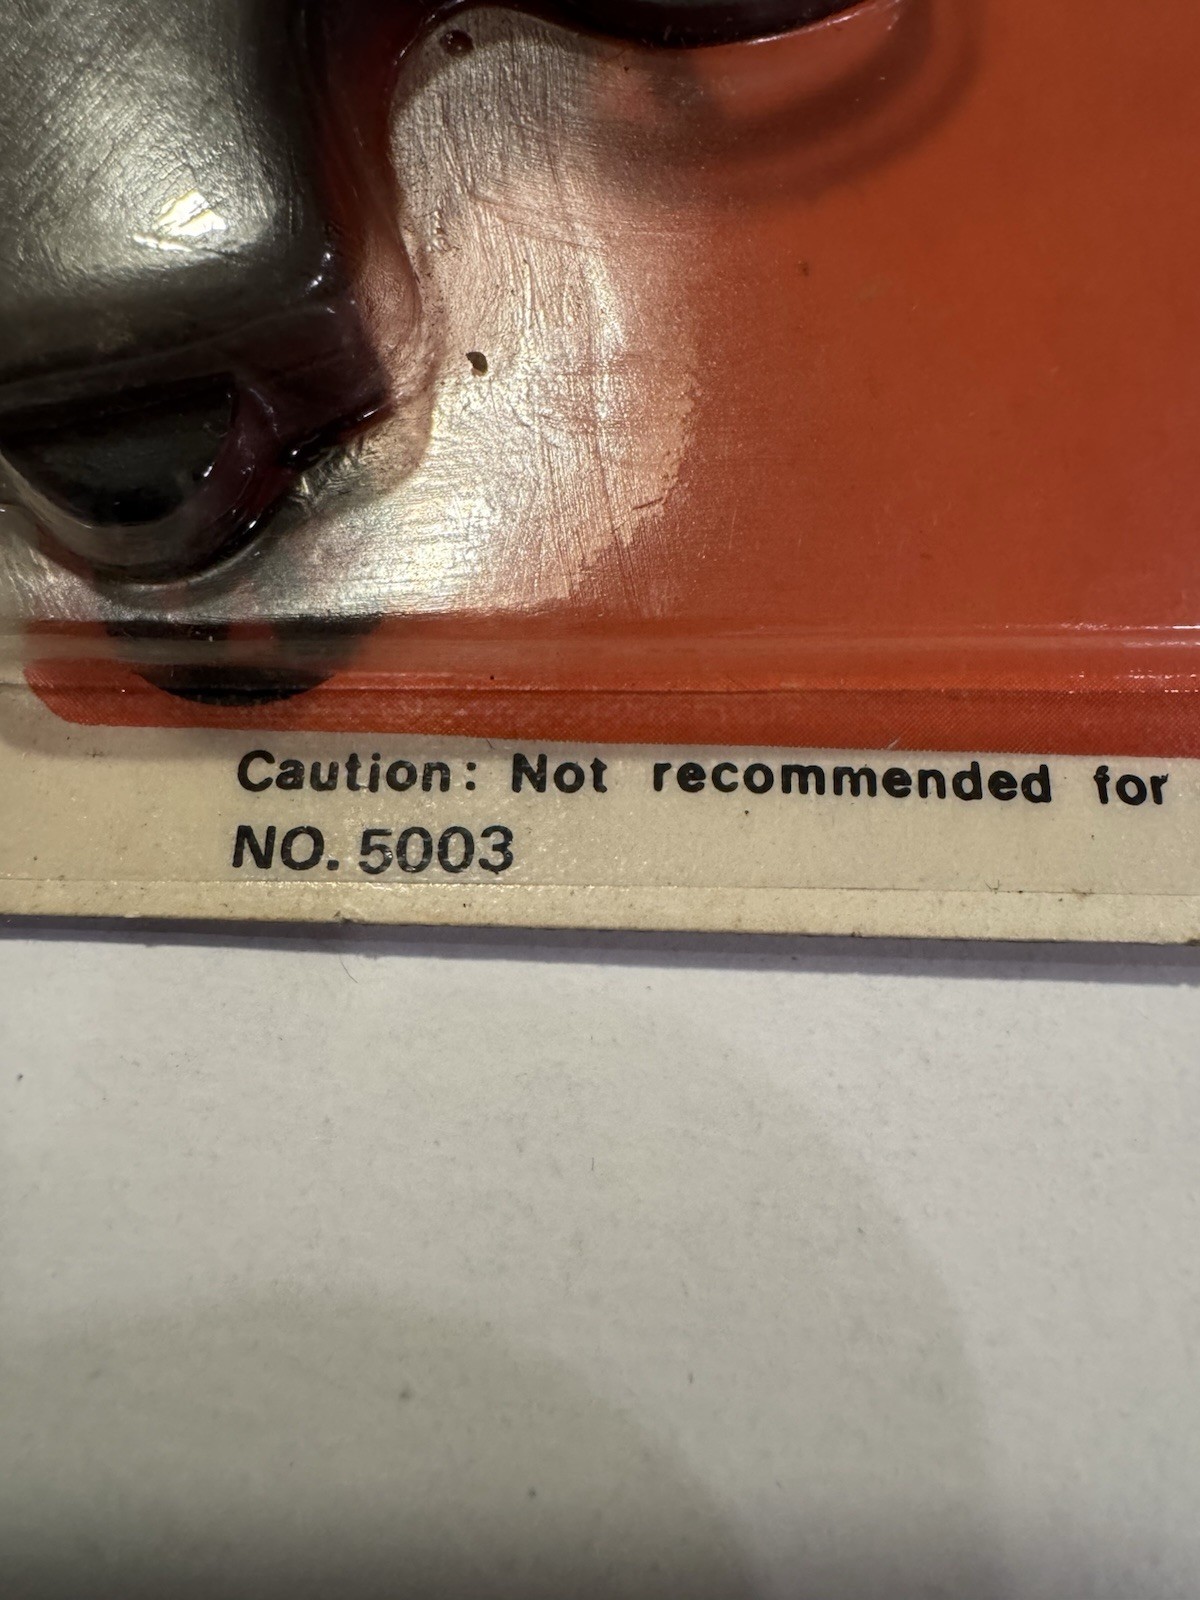 Caution: Not recommended for
NO. 5003